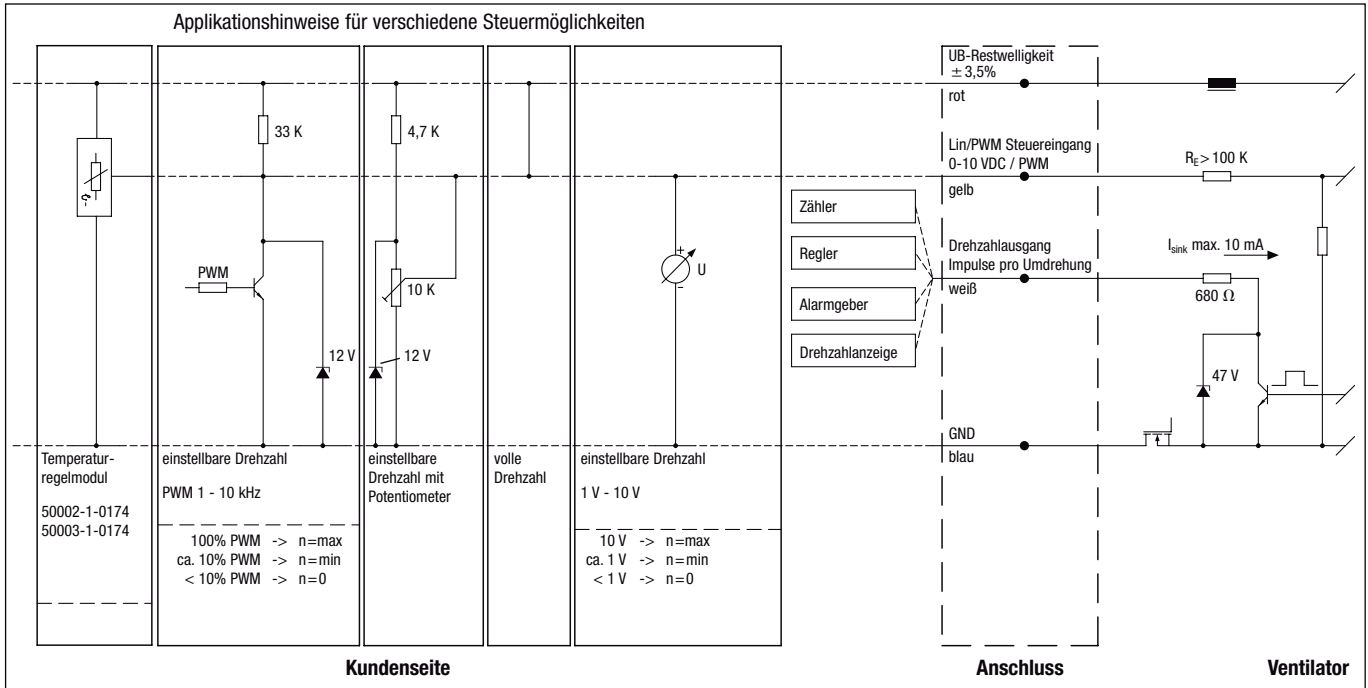 Applikationshinweise für verschiedene Steuermöglichkeiten
33 K
4,7 K
PWM
10 K
12 V
12 V
+
U
-
Zähler
Regler
Alarmgeber
Drehzahlanzeige
UB-Restwelligkeit
± 3,5%
rot
Lin/PWM Steuereingang
0-10 VDC / PWM
gelb
Drehzahlausgang
Impulse pro Umdrehung
weiß
GND
blau
RE> 100 K
Isink max. 10 mA
680 Ω
47 V
Temperatur-
regelmodul
50002-1-0174
50003-1-0174
einstellbare Drehzahl
PWM 1 - 10 kHz
100% PWM -> n=max
ca. 10% PWM -> n=min
< 10% PWM -> n=0
einstellbare
Drehzahl mit
Potentiometer
volle
Drehzahl
einstellbare Drehzahl
1 V - 10 V
10 V -> n=max
ca. 1 V -> n=min
< 1 V -> n=0
Kundenseite
Anschluss
Ventilator